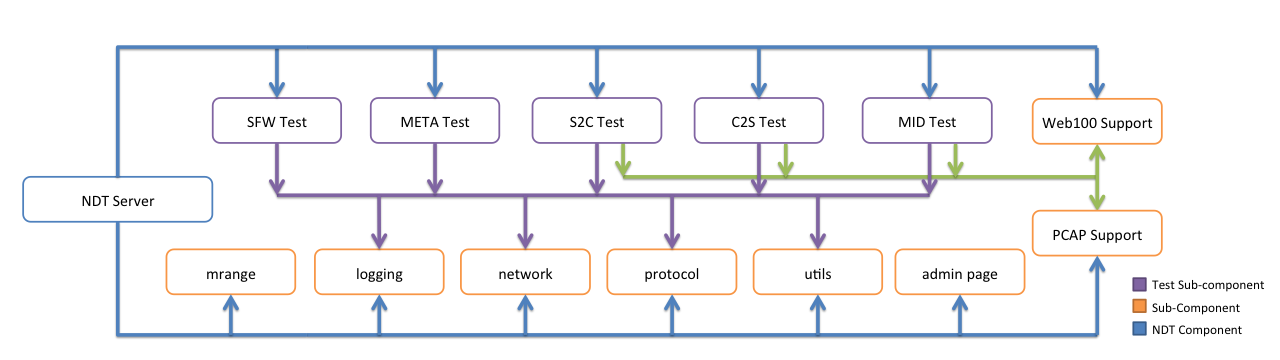 SFW Test
META Test
S2C Test
C2S Test
MID Test
Web100 Support
NDT Server
PCAP Support
mrange
logging
network
protocol
utils
admin page
Test Sub-component
Sub-Component
NDT Component